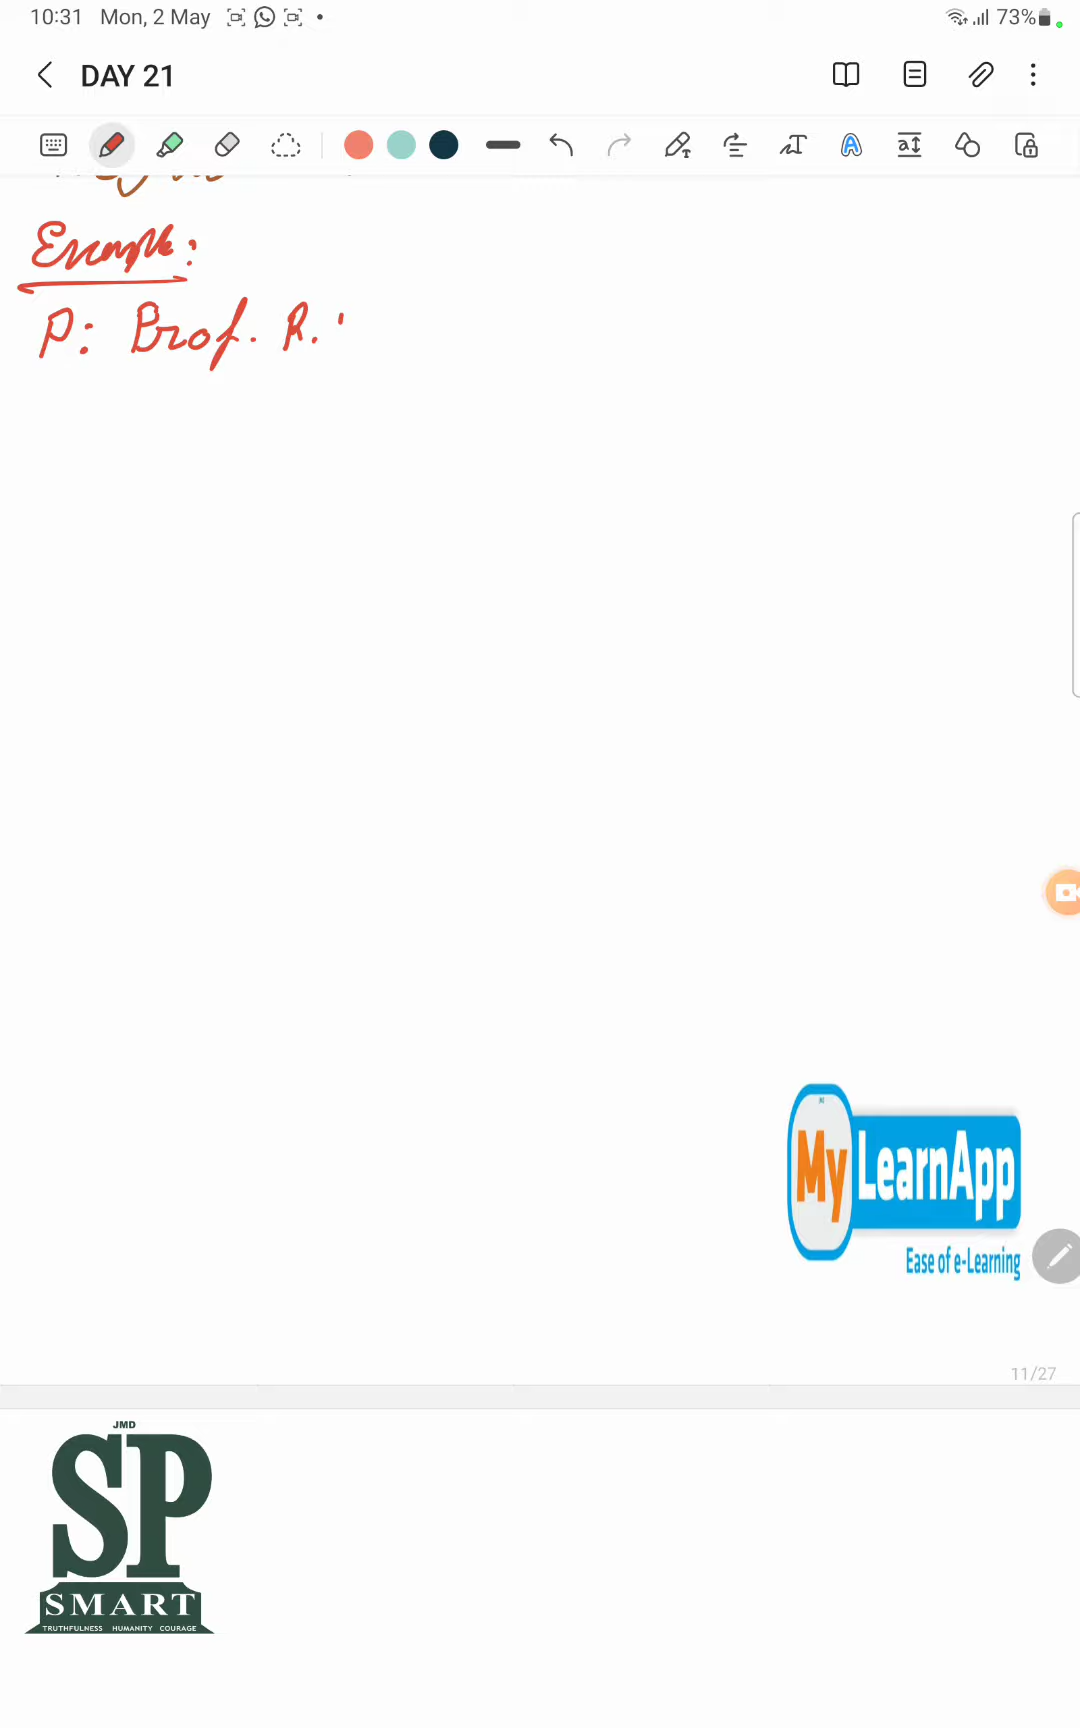 10:31 Mon, 2 May 73%
DAY 21
Example:
P: Prof. R.
My LearnApp
Ease of e-Learning
11/27
JMD
SP
SMART
TRUTHFULNESS HUMANITY COURAGE